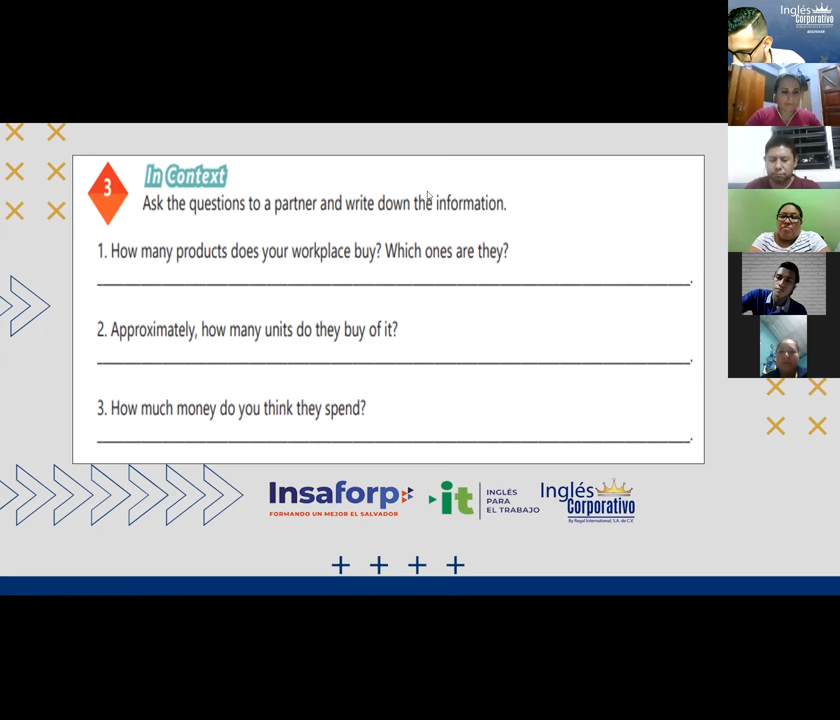 Inglés
Corporativo
BEGINNER
3
In Context
Ask the questions to a partner and write down the information.
1. How many products does your workplace buy? Which ones are they?
2. Approximately, how many units do they buy of it?
3. How much money do you think they spend?
Insaforp
FORMANDO UN MEJOR EL SALVADOR
it
INGLÉS
PARA
EL TRABAJO
Inglés
Corporativo
By Regal International, S.A. de C.V.